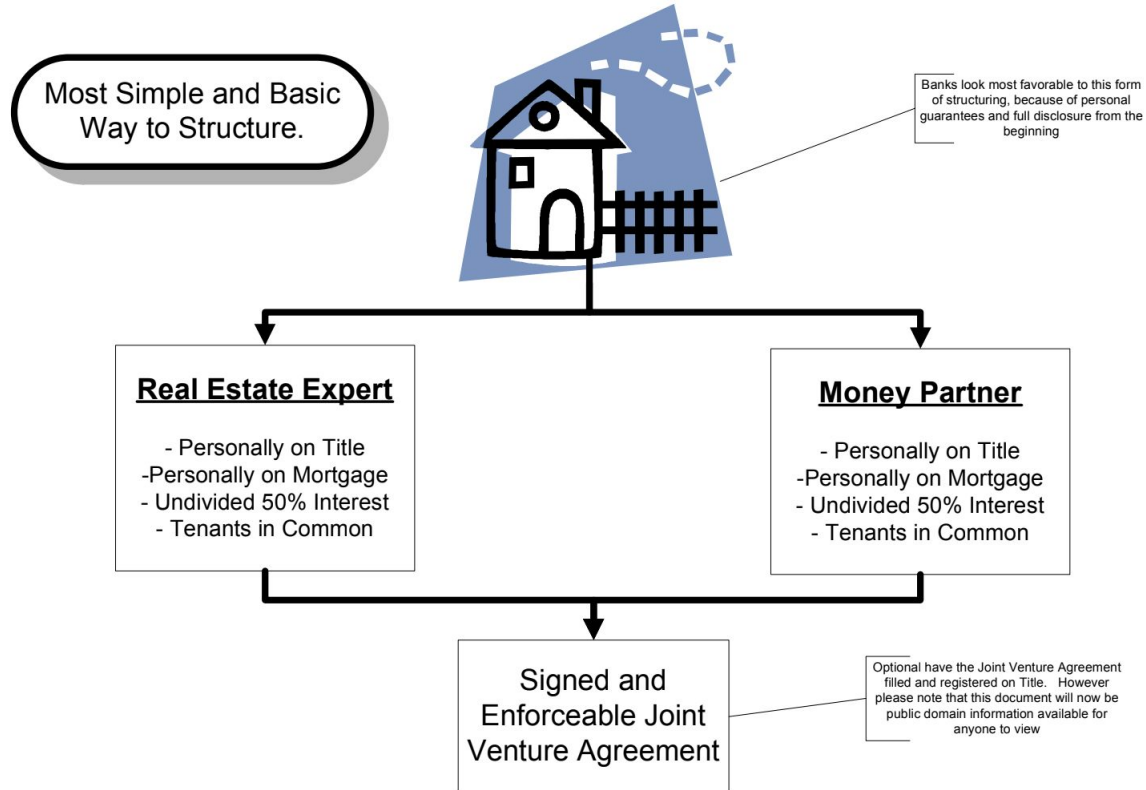 Most Simple and Basic
Way to Structure.
Banks look most favorable to this form
of structuring, because of personal
guarantees and full disclosure from the
beginning
Real Estate Expert
- Personally on Title
-Personally on Mortgage
- Undivided 50% Interest
- Tenants in Common
Money Partner
- Personally on Title
-Personally on Mortgage
- Undivided 50% Interest
- Tenants in Common
Signed and
Enforceable Joint
Venture Agreement
Optional have the Joint Venture Agreement
filled and registered on Title. However
please note that this document will now be
public domain information available for
anyone to view